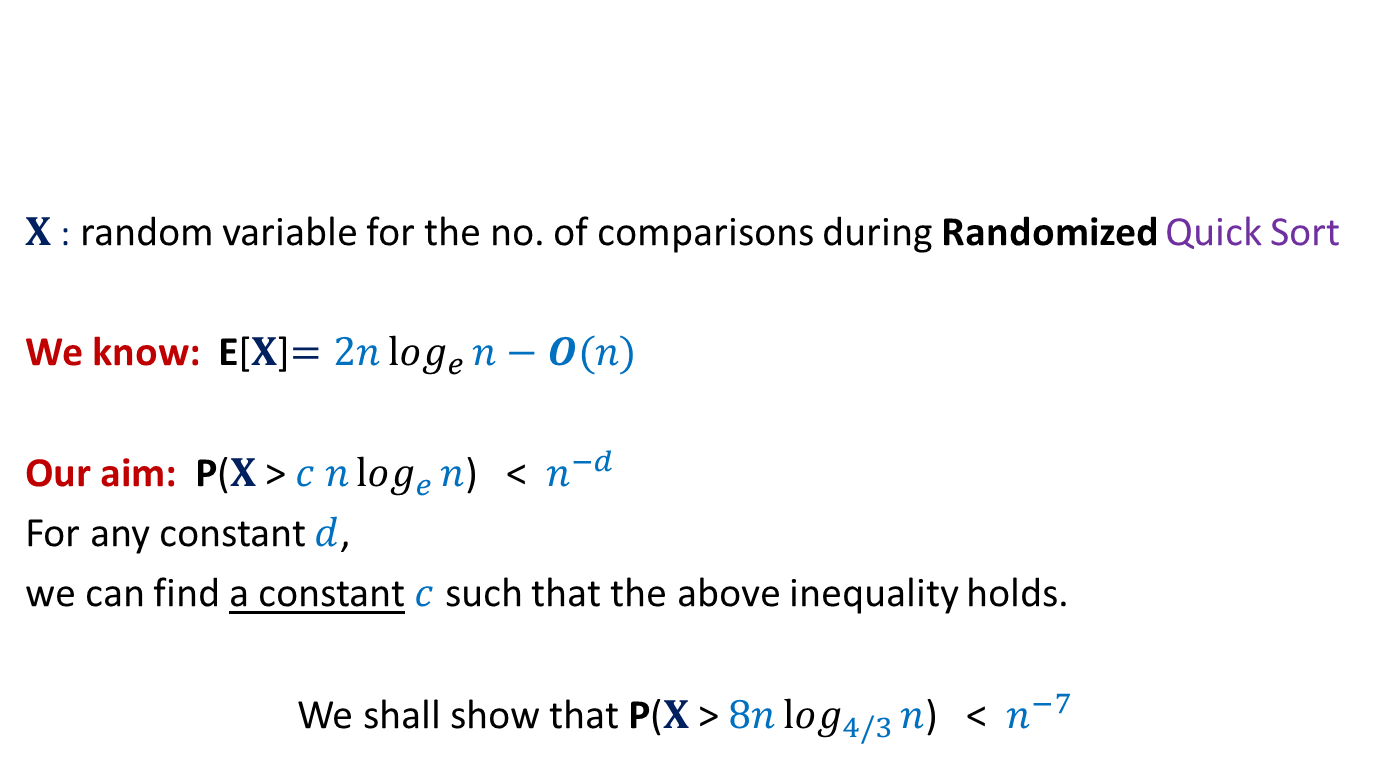 X : random variable for the no. of comparisons during Randomized Quick Sort
We know: E[X]= 2n log_e n − O(n)
Our aim: P(X > c n log_e n) < n^{−d}
For any constant d,
we can find a constant c such that the above inequality holds.
We shall show that P(X > 8n log_{4/3} n) < n^{−7}